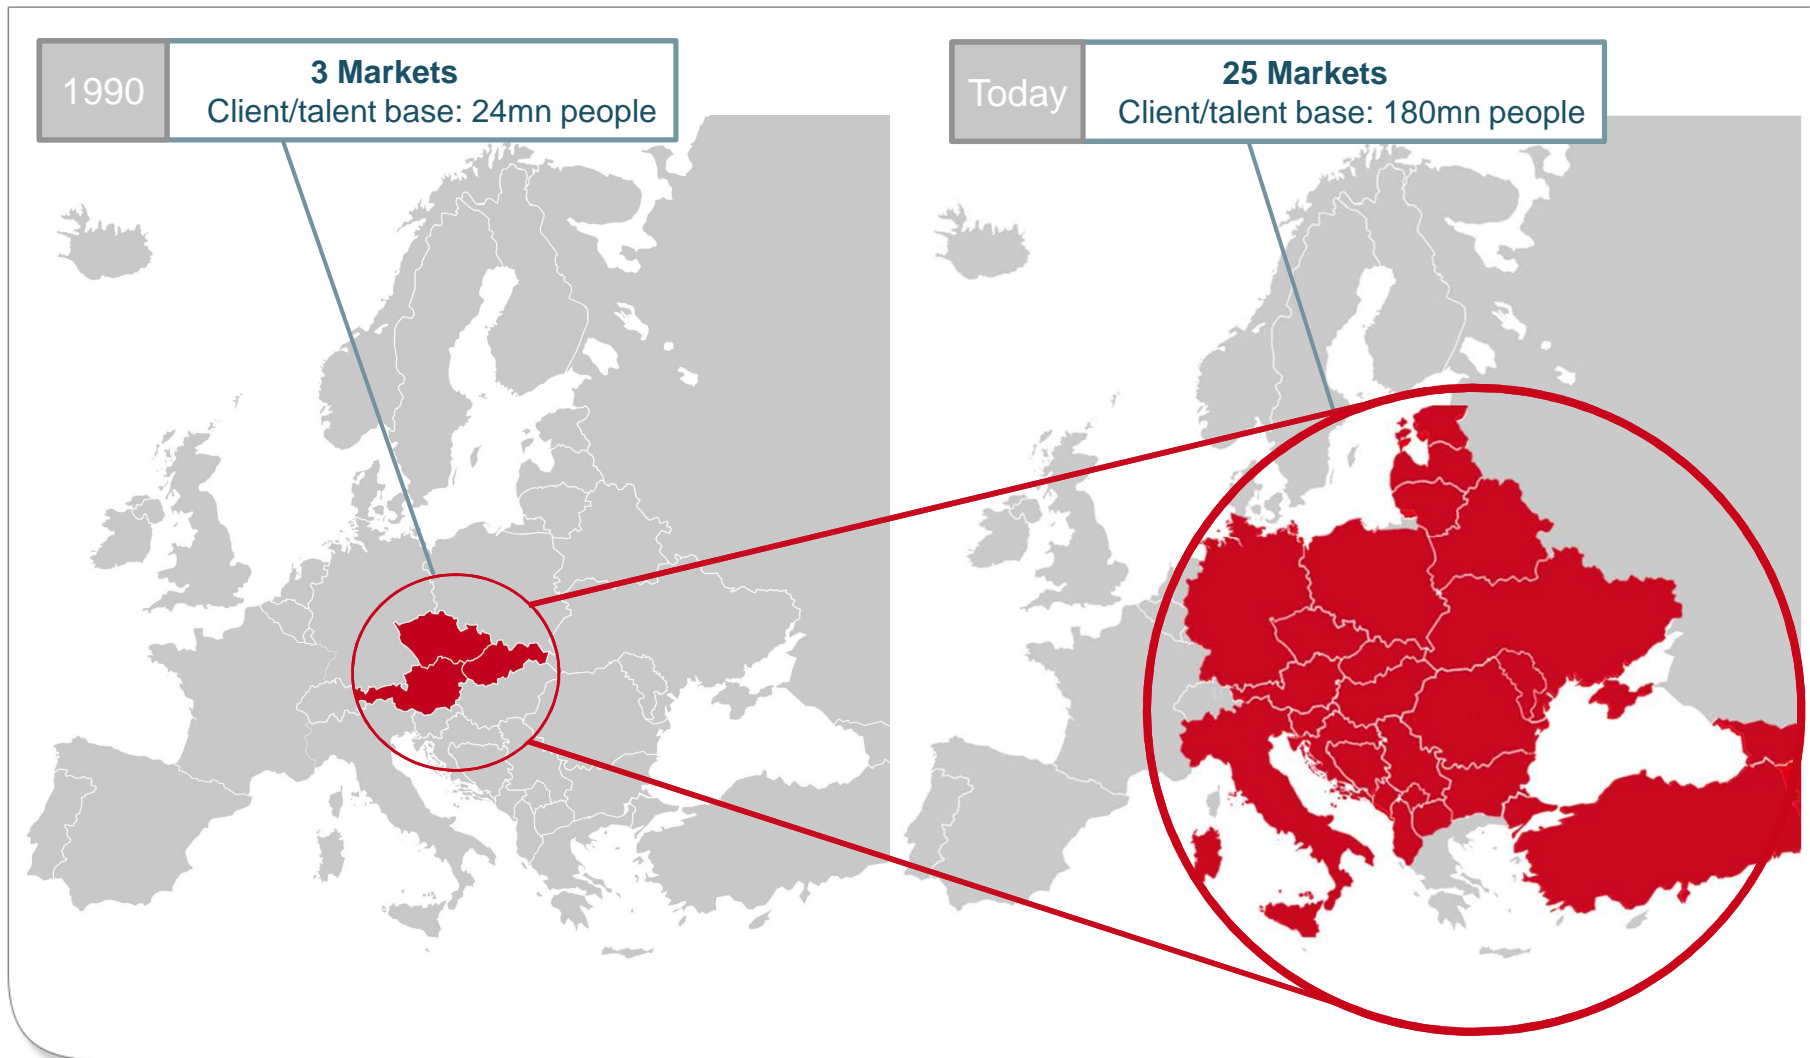 1990
3 Markets
Client/talent base: 24mn people
Today
25 Markets
Client/talent base: 180mn people